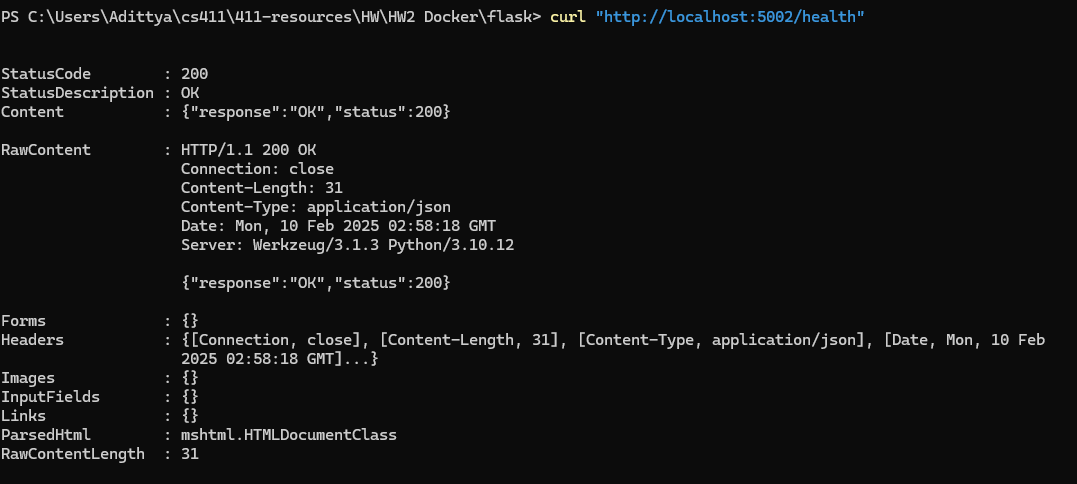 PS C:\Users\Adittya\cs411\411-resources\HW\HW2 Docker\flask> curl "http://localhost:5002/health"
StatusCode        : 200
StatusDescription : OK
Content           : {"response":"OK","status":200}
RawContent        : HTTP/1.1 200 OK
                    Connection: close
                    Content-Length: 31
                    Content-Type: application/json
                    Date: Mon, 10 Feb 2025 02:58:18 GMT
                    Server: Werkzeug/3.1.3 Python/3.10.12
                    {"response":"OK","status":200}
Forms             : {}
Headers           : {[Connection, close], [Content-Length, 31], [Content-Type, application/json], [Date, Mon, 10 Feb
                    2025 02:58:18 GMT]...}
Images            : {}
InputFields       : {}
Links             : {}
ParsedHtml        : mshtml.HTMLDocumentClass
RawContentLength  : 31